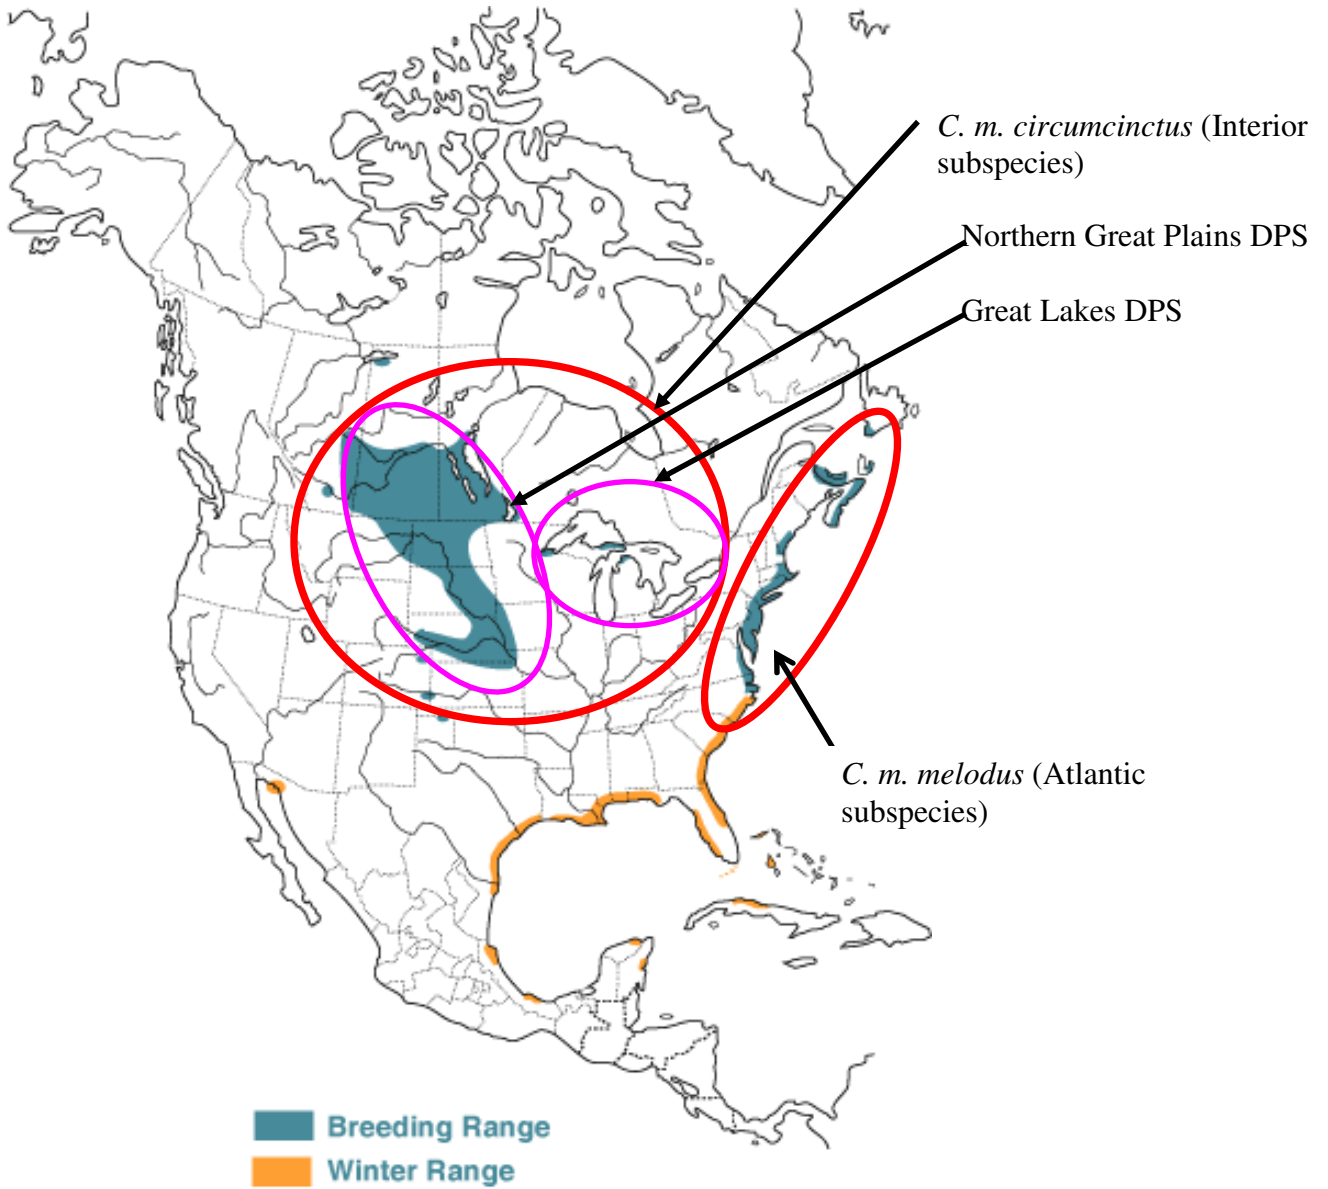 C. m. circumcinctus (Interior
subspecies)
Northern Great Plains DPS
Great Lakes DPS
C. m. melodus (Atlantic
subspecies)
Breeding Range
Winter Range